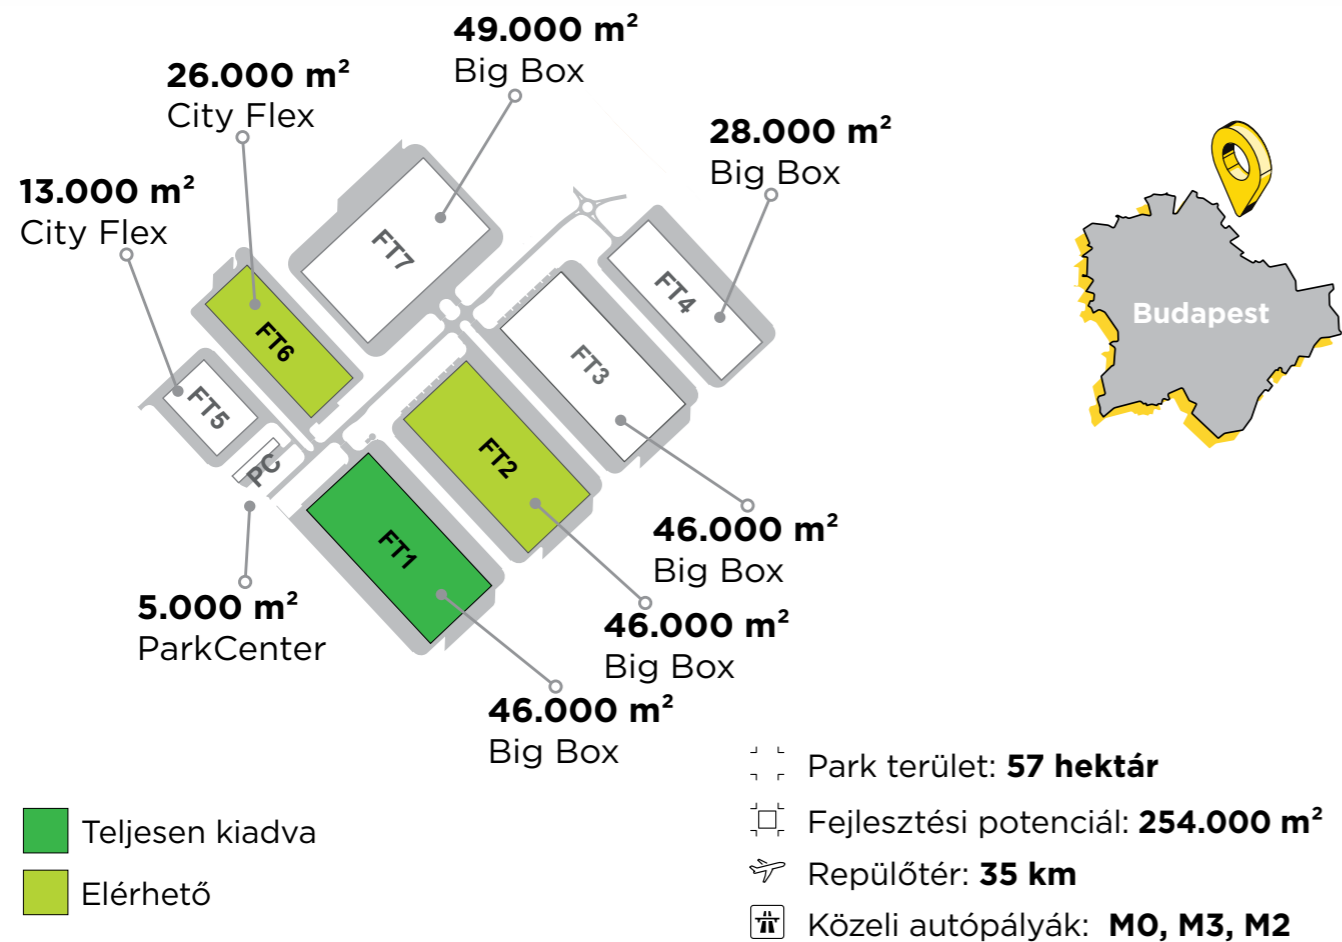 49.000 m²
Big Box
26.000 m²
City Flex
28.000 m²
Big Box
13.000 m²
City Flex
FT7
FT4
FT6
FT3
FT5
FT2
PC
FT1
Budapest
46.000 m²
Big Box
5.000 m²
ParkCenter
46.000 m²
Big Box
46.000 m²
Big Box
Park terület: 57 hektár
Fejlesztési potenciál: 254.000 m²
Repülőtér: 35 km
Közeli autópályák: M0, M3, M2
Teljesen kiadva
Elérhető